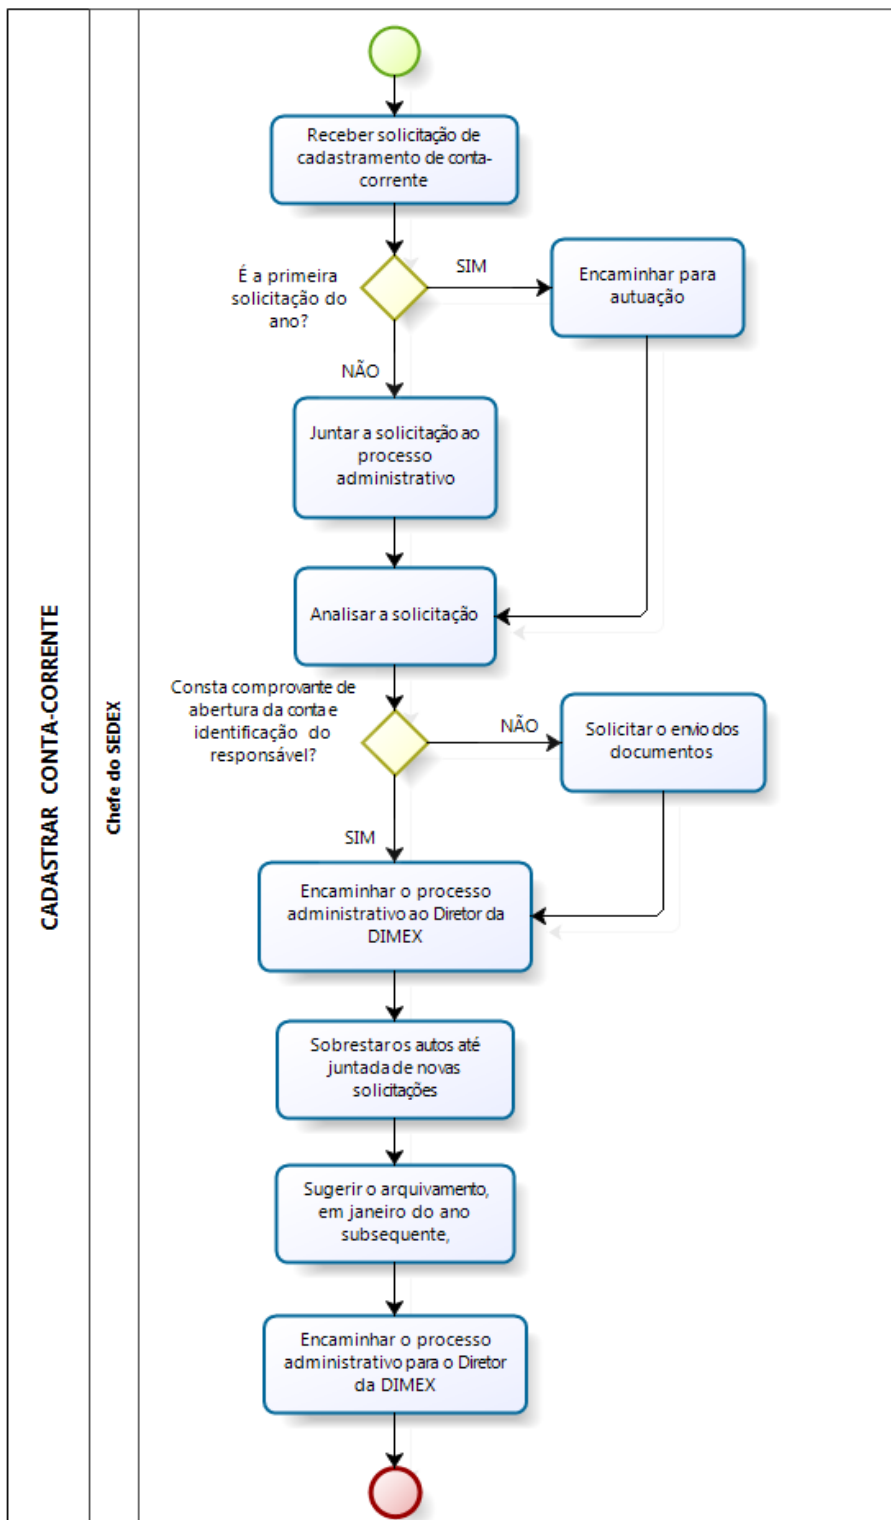 CADASTRAR CONTA-CORRENTE
Chefe do SEDEX
Receber solicitação de
cadastramento de conta-
corrente
É a primeira
solicitação do
ano?
SIM
Encaminhar para
autuação
NÃO
Juntar a solicitação ao
processo
administrativo
Analisar a solicitação
Consta comprovante de
abertura da conta e
identificação do
responsável?
NÃO
Solicitar o envio dos
documentos
SIM
Encaminhar o processo
administrativo ao Diretor da
DIMEX
Sobrestar os autos até
juntada de novas
solicitações
Sugerir o arquivamento,
em janeiro do ano
subsequente,
Encaminhar o processo
administrativo para o Diretor
da DIMEX